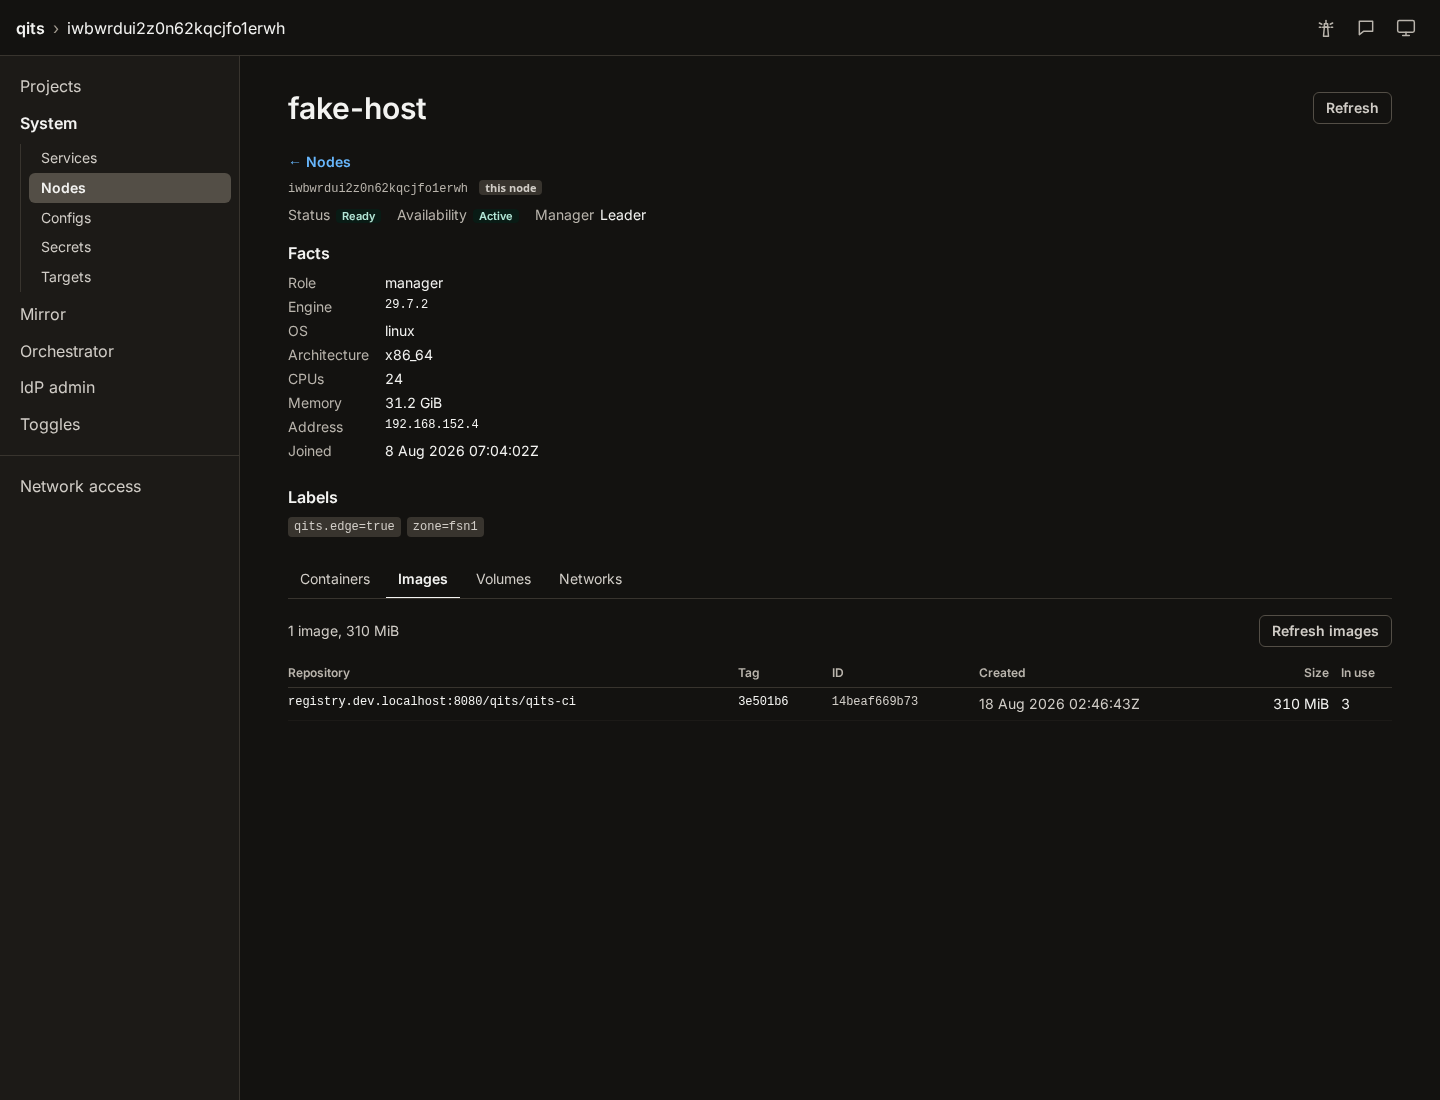 qits › iwbwrdui2z0n62kqcjfo1erwh
Projects
System
Services
Nodes
Configs
Secrets
Targets
Mirror
Orchestrator
IdP admin
Toggles
Network access
fake-host
Refresh
← Nodes
iwbwrdui2z0n62kqcjfo1erwh this node
Status Ready Availability Active Manager Leader
Facts
Role manager
Engine 29.7.2
OS linux
Architecture x86_64
CPUs 24
Memory 31.2 GiB
Address 192.168.152.4
Joined 8 Aug 2026 07:04:02Z
Labels
qits.edge=true zone=fsn1
Containers Images Volumes Networks
1 image, 310 MiB
Refresh images
Repository Tag ID Created Size In use
registry.dev.localhost:8080/qits/qits-ci 3e501b6 14beaf669b73 18 Aug 2026 02:46:43Z 310 MiB 3